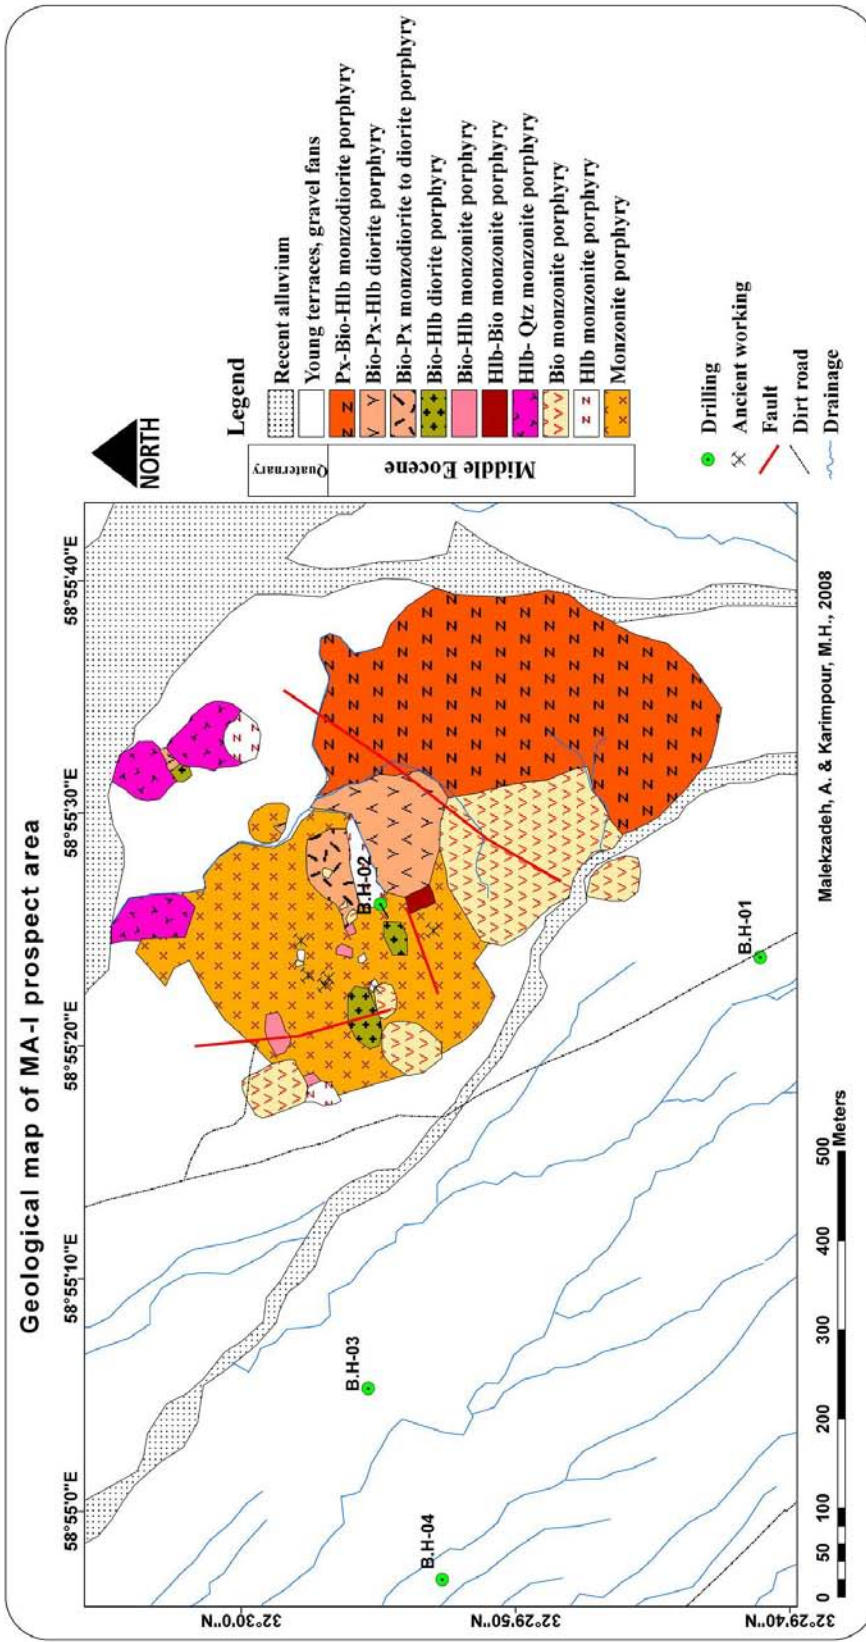 Geological map of MA-I prospect area
58°55'0"E
58°55'10"E
58°55'20"E
58°55'30"E
58°55'40"E
32°30'0"N
32°29'50"N
32°29'40"N
B.H-04
B.H-03
B.H-02
B.H-01
0 50 100 200 300 400 500
Meters
Malekzadeh, A. & Karimpour, M.H., 2008
NORTH
Legend
Quaternary
Recent alluvium
Young terraces, gravel fans
Middle Eocene
Px-Bio-Hlb monzodiorite porphyry
Bio-Px-Hlb diorite porphyry
Bio-Px monzodiorite to diorite porphyry
Bio-Hlb diorite porphyry
Bio-Hlb monzonite porphyry
Hlb-Bio monzonite porphyry
Hlb- Qtz monzonite porphyry
Bio monzonite porphyry
Hlb monzonite porphyry
Monzonite porphyry
Drilling
Ancient working
Fault
Dirt road
Drainage